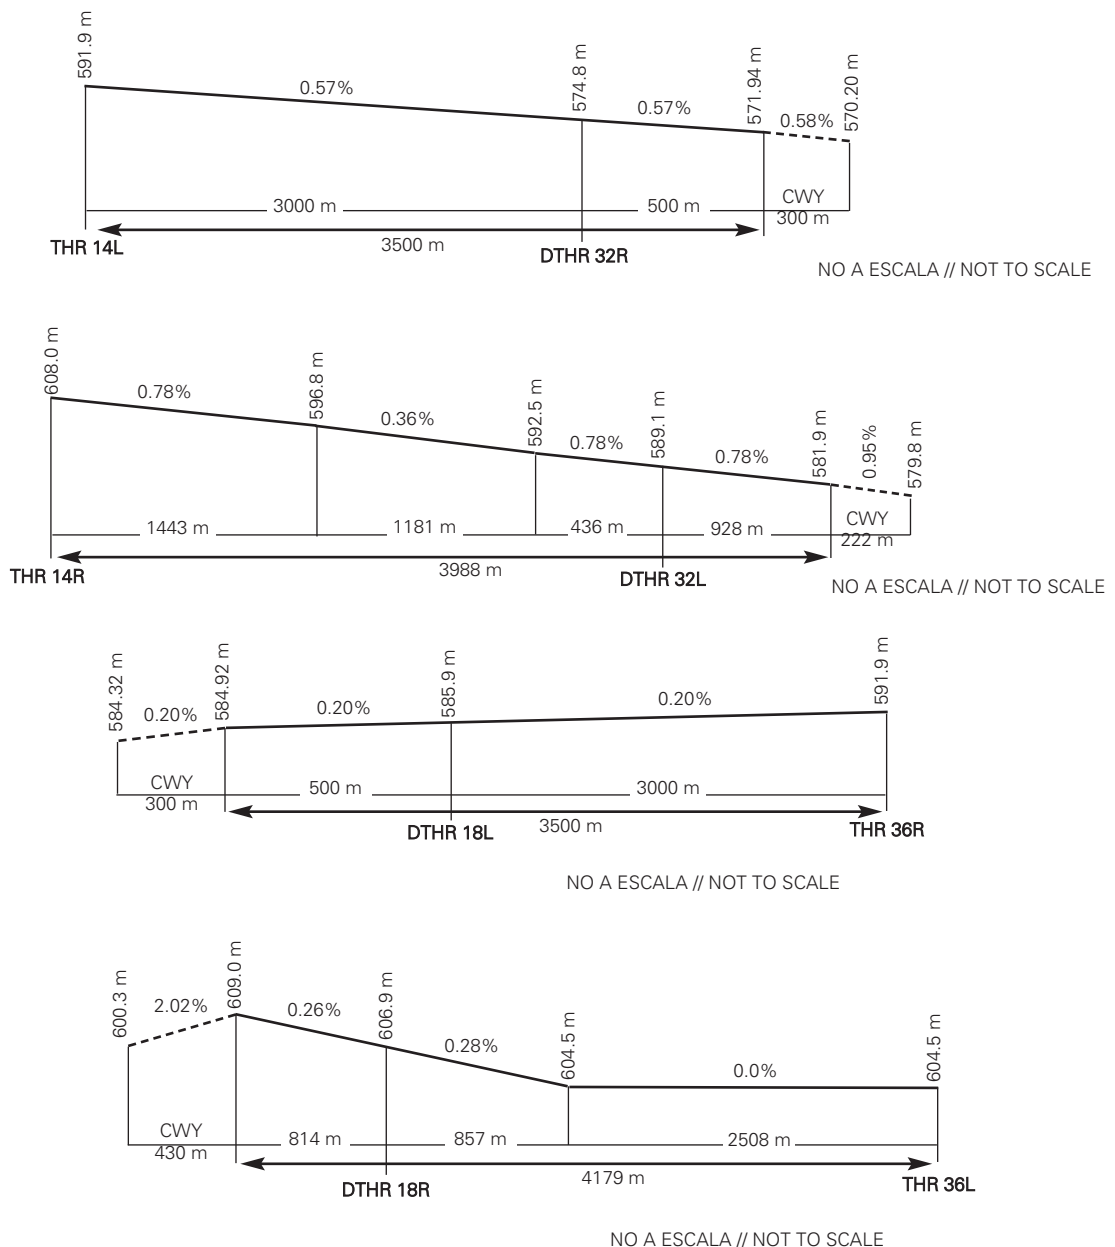 591.9 m
0.57%
574.8 m
0.57%
571.94 m
0.58%
570.20 m
3000 m
500 m
CWY
300 m
3500 m
THR 14L
DTHR 32R
NO A ESCALA // NOT TO SCALE
608.0 m
0.78%
596.8 m
0.36%
592.5 m
0.78%
589.1 m
0.78%
581.9 m
0.95%
579.8 m
1443 m
1181 m
436 m
928 m
CWY
222 m
3988 m
THR 14R
DTHR 32L
NO A ESCALA // NOT TO SCALE
584.32 m
0.20%
584.92 m
0.20%
585.9 m
0.20%
591.9 m
CWY
300 m
500 m
3000 m
3500 m
DTHR 18L
THR 36R
NO A ESCALA // NOT TO SCALE
600.3 m
2.02%
609.0 m
0.26%
606.9 m
0.28%
604.5 m
0.0%
604.5 m
CWY
430 m
814 m
857 m
2508 m
4179 m
DTHR 18R
THR 36L
NO A ESCALA // NOT TO SCALE